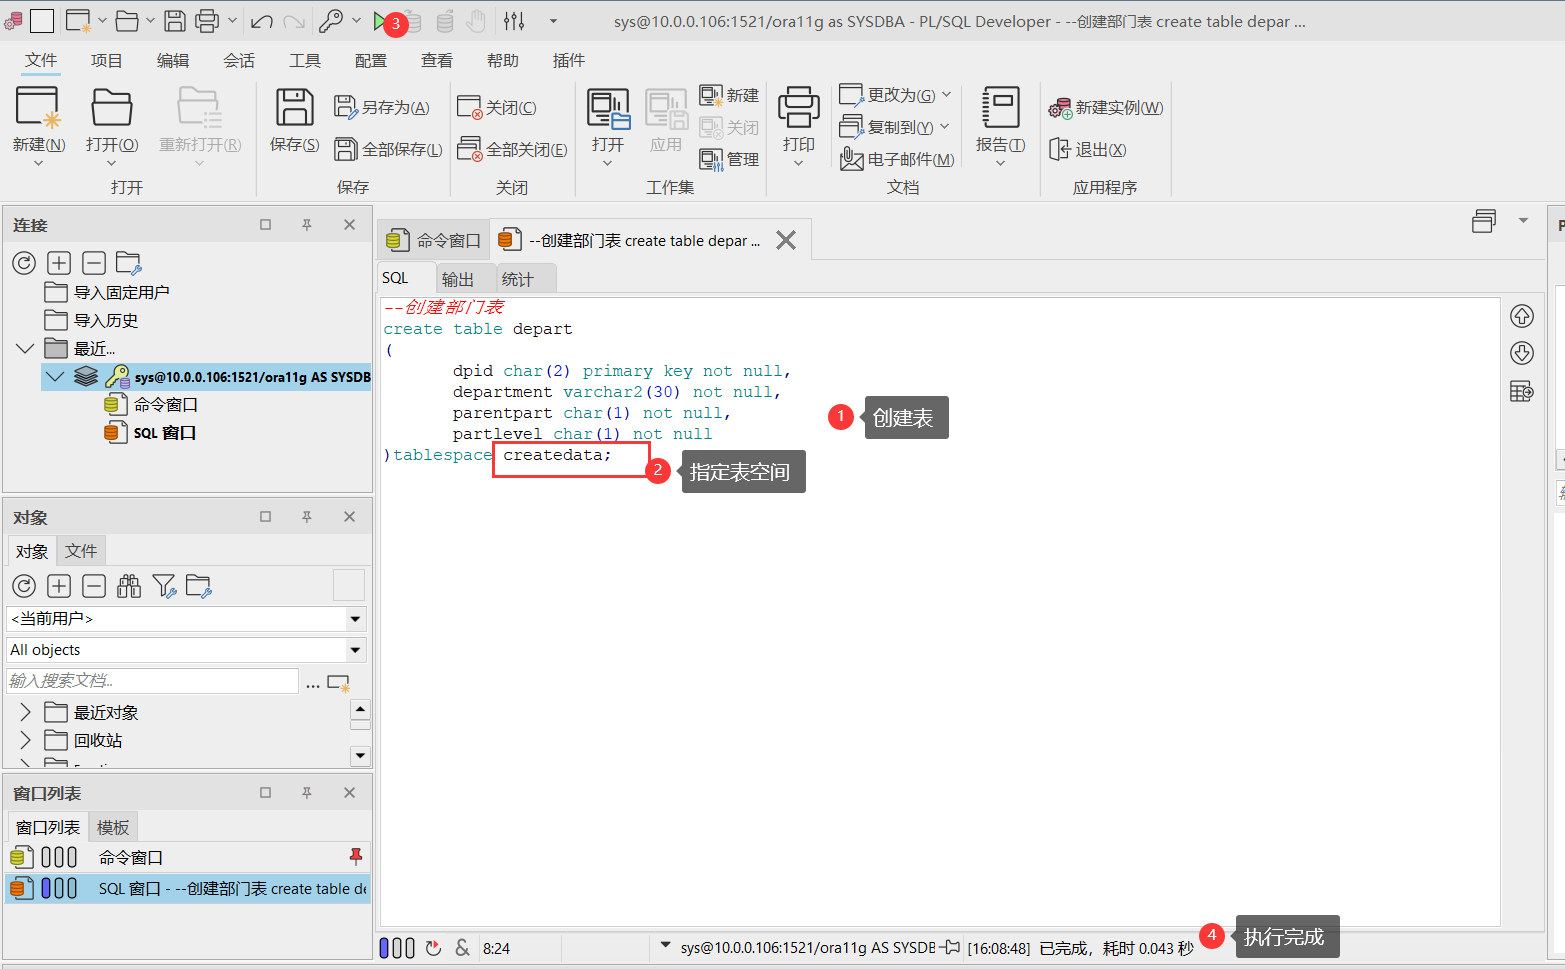 sys@10.0.0.106:1521/ora11g as SYSDBA - PL/SQL Developer - --创建部门表 create table depar ...
3
文件 项目 编辑 会话 工具 配置 查看 帮助 插件
新建(N) 打开(O) 重新打开(R)
打开
保存(S) 另存为(A) 全部保存(L)
保存
关闭(C) 全部关闭(E)
关闭
打开 应用 新建 关闭 管理
工作集
打印 更改为(G) 复制到(Y) 电子邮件(M) 报告(T)
文档
新建实例(W) 退出(X)
应用程序
连接
导入固定用户
导入历史
最近...
sys@10.0.0.106:1521/ora11g AS SYSDB
命令窗口
SQL 窗口
对象
对象 文件
<当前用户>
All objects
输入搜索文档...
...
最近对象
回收站
窗口列表
窗口列表 模板
命令窗口
SQL 窗口 - --创建部门表 create table de
命令窗口 --创建部门表 create table depar ...
SQL 输出 统计
--创建部门表
create table depart
(
dpid char(2) primary key not null,
department varchar2(30) not null,
parentpart char(1) not null,
partlevel char(1) not null
)tablespace createdata;
1 创建表
2 指定表空间
& 8:24 sys@10.0.0.106:1521/ora11g AS SYSDB [16:08:48] 已完成，耗时 0.043 秒
4 执行完成